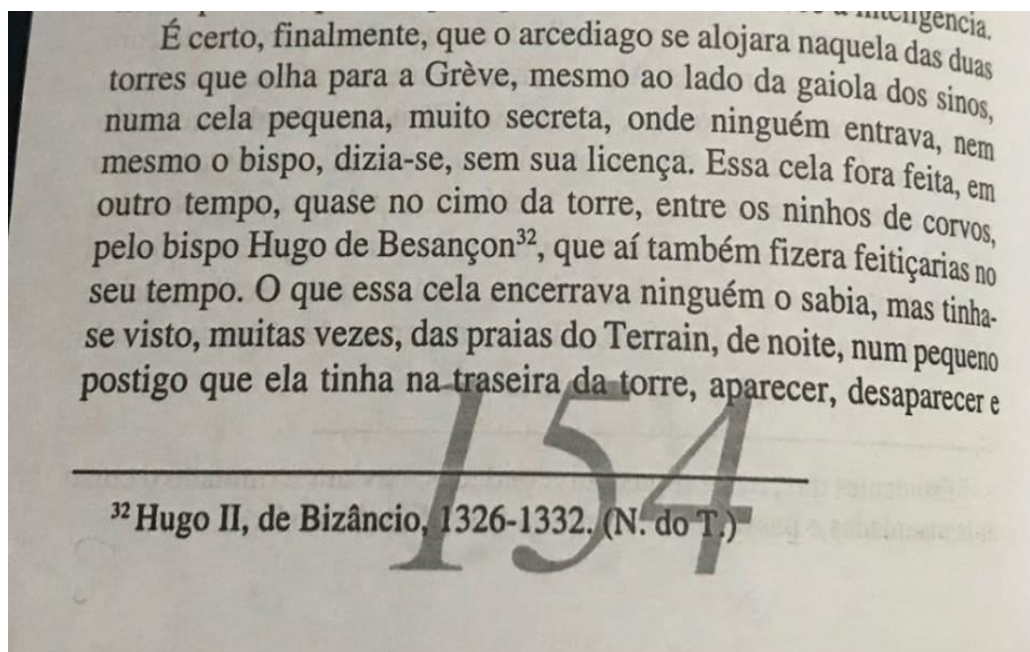 inteligência.
É certo, finalmente, que o arcediago se alojara naquela das duas
torres que olha para a Grève, mesmo ao lado da gaiola dos sinos,
numa cela pequena, muito secreta, onde ninguém entrava, nem
mesmo o bispo, dizia-se, sem sua licença. Essa cela fora feita, em
outro tempo, quase no cimo da torre, entre os ninhos de corvos,
pelo bispo Hugo de Besançon³², que aí também fizera feitiçarias no
seu tempo. O que essa cela encerrava ninguém o sabia, mas tinha-
se visto, muitas vezes, das praias do Terrain, de noite, num pequeno
postigo que ela tinha na traseira da torre, aparecer, desaparecer e
154
³² Hugo II, de Bizâncio, 1326-1332. (N. do T.)